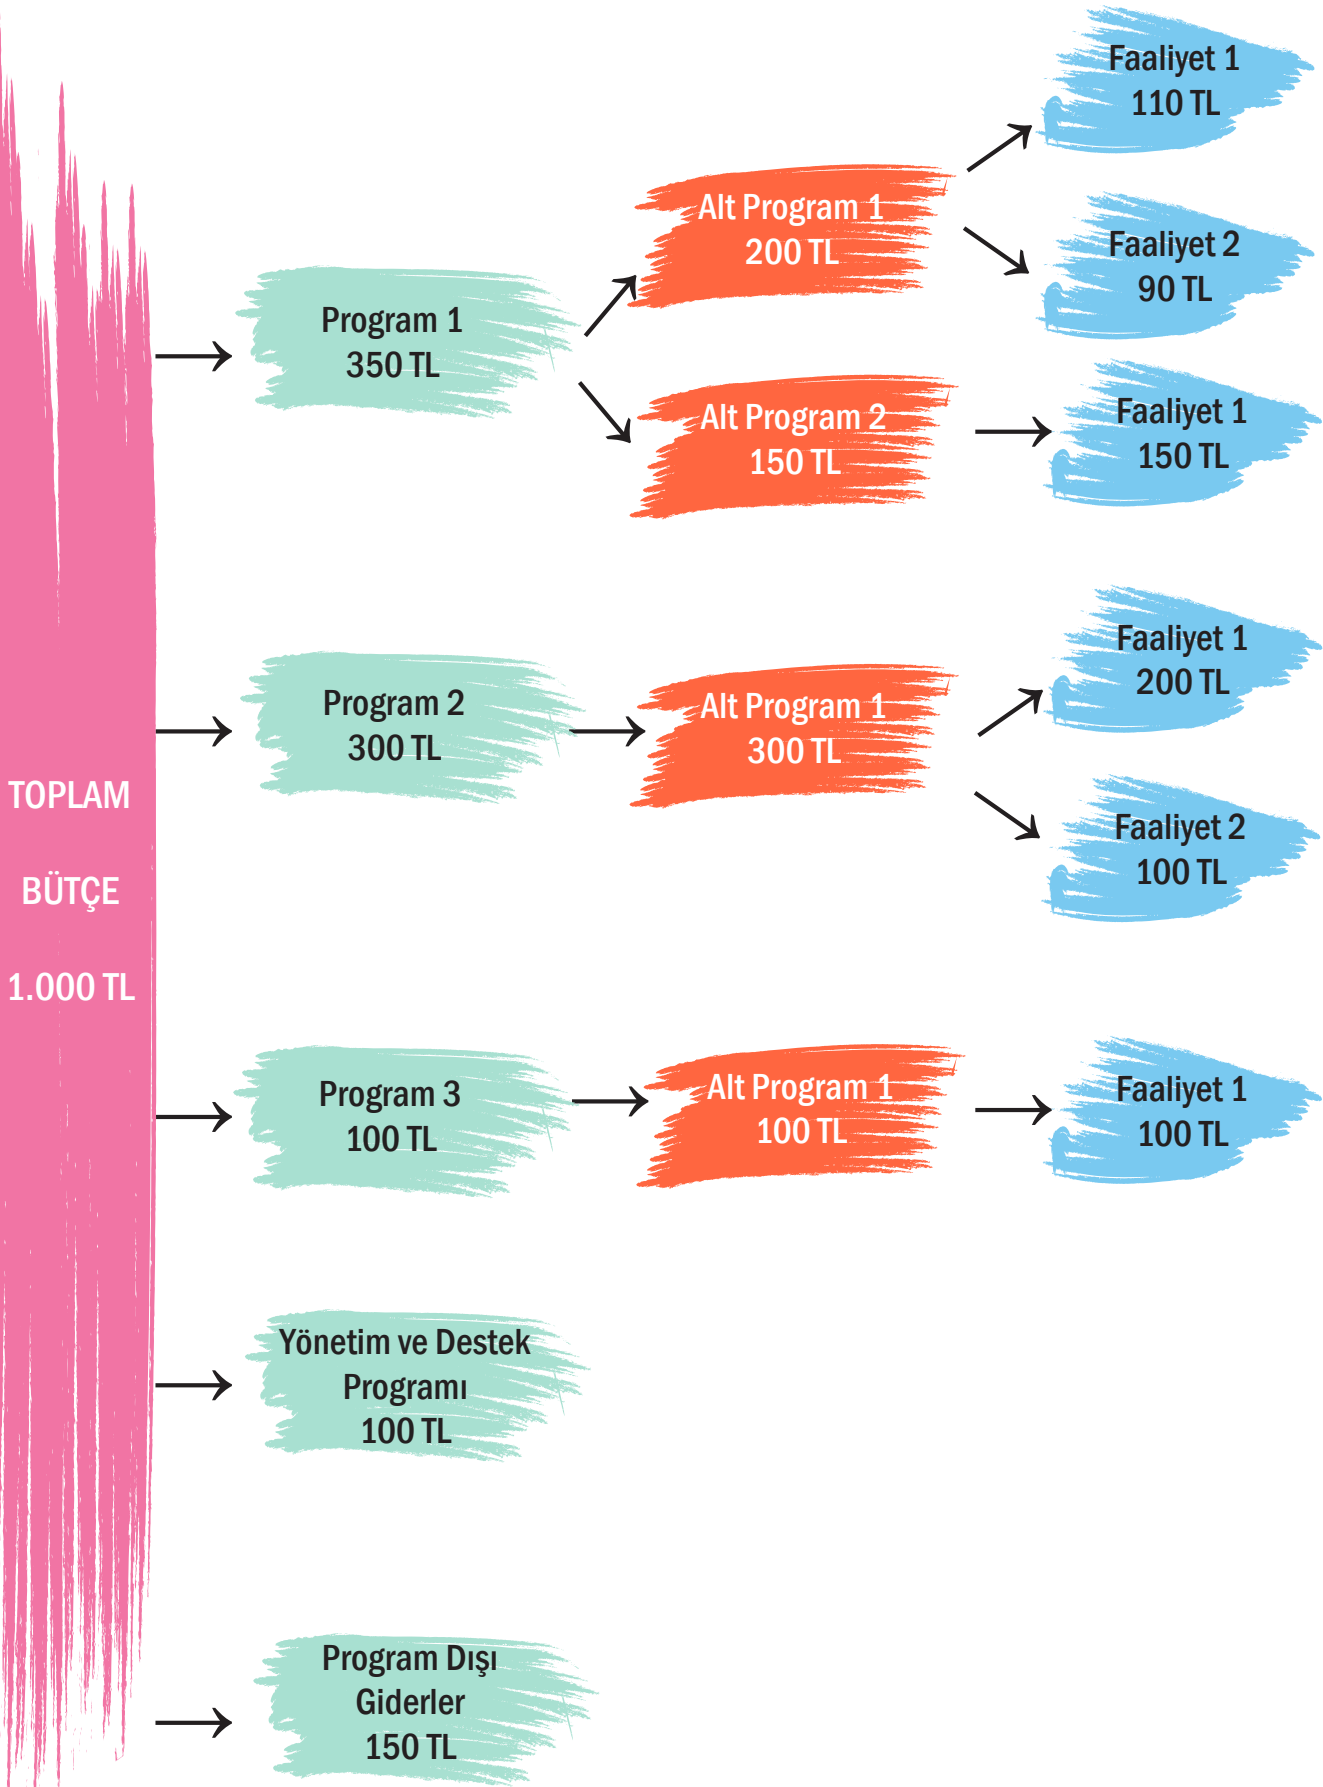 TOPLAM
BÜTÇE
1.000 TL
Program 1
350 TL
Alt Program 1
200 TL
Faaliyet 1
110 TL
Faaliyet 2
90 TL
Alt Program 2
150 TL
Faaliyet 1
150 TL
Program 2
300 TL
Alt Program 1
300 TL
Faaliyet 1
200 TL
Faaliyet 2
100 TL
Program 3
100 TL
Alt Program 1
100 TL
Faaliyet 1
100 TL
Yönetim ve Destek
Programı
100 TL
Program Dışı
Giderler
150 TL